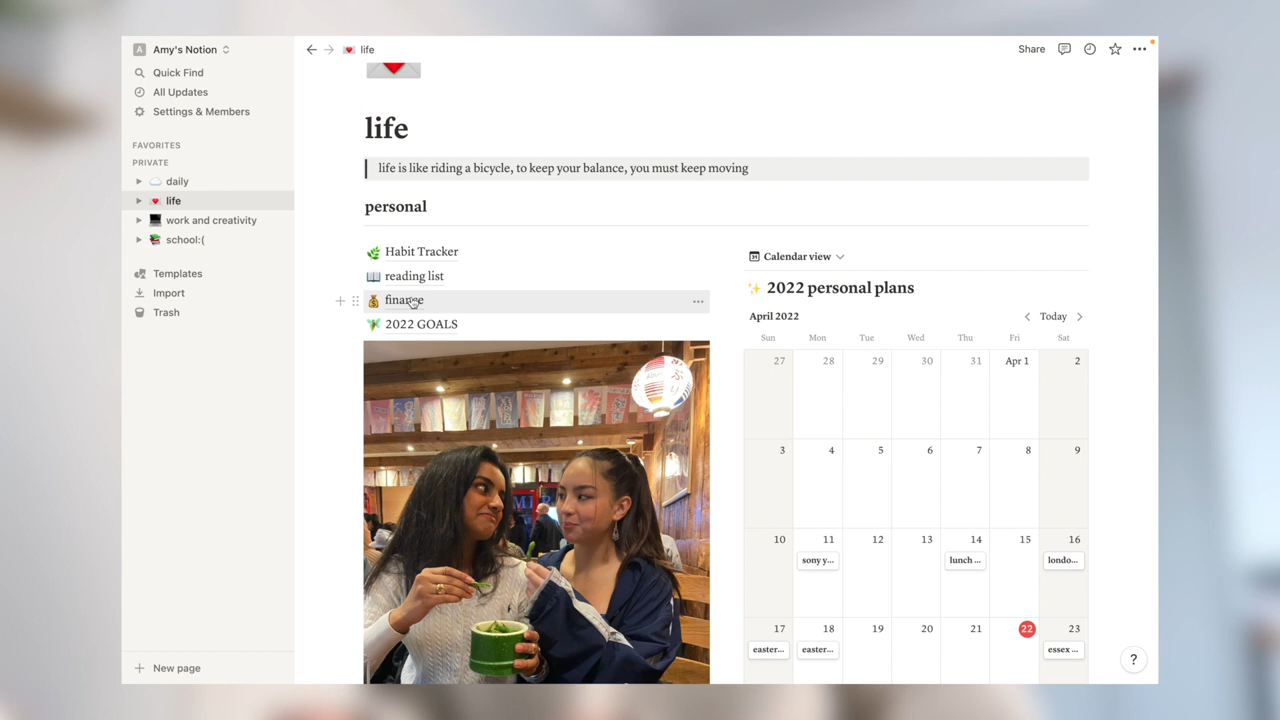 A Amy's Notion
Quick Find
All Updates
Settings & Members
FAVORITES
PRIVATE
daily
life
work and creativity
school:(
Templates
Import
Trash
New page
life
Share
life
life is like riding a bicycle, to keep your balance, you must keep moving
personal
Habit Tracker
reading list
finance
2022 GOALS
Calendar view
✨ 2022 personal plans
April 2022
Today
Sun Mon Tue Wed Thu Fri Sat
27 28 29 30 31 Apr 1 2
3 4 5 6 7 8 9
10 11 12 13 14 15 16
sony y... lunch ... londo...
17 18 19 20 21 22 23
easter... easter... essex ...
?